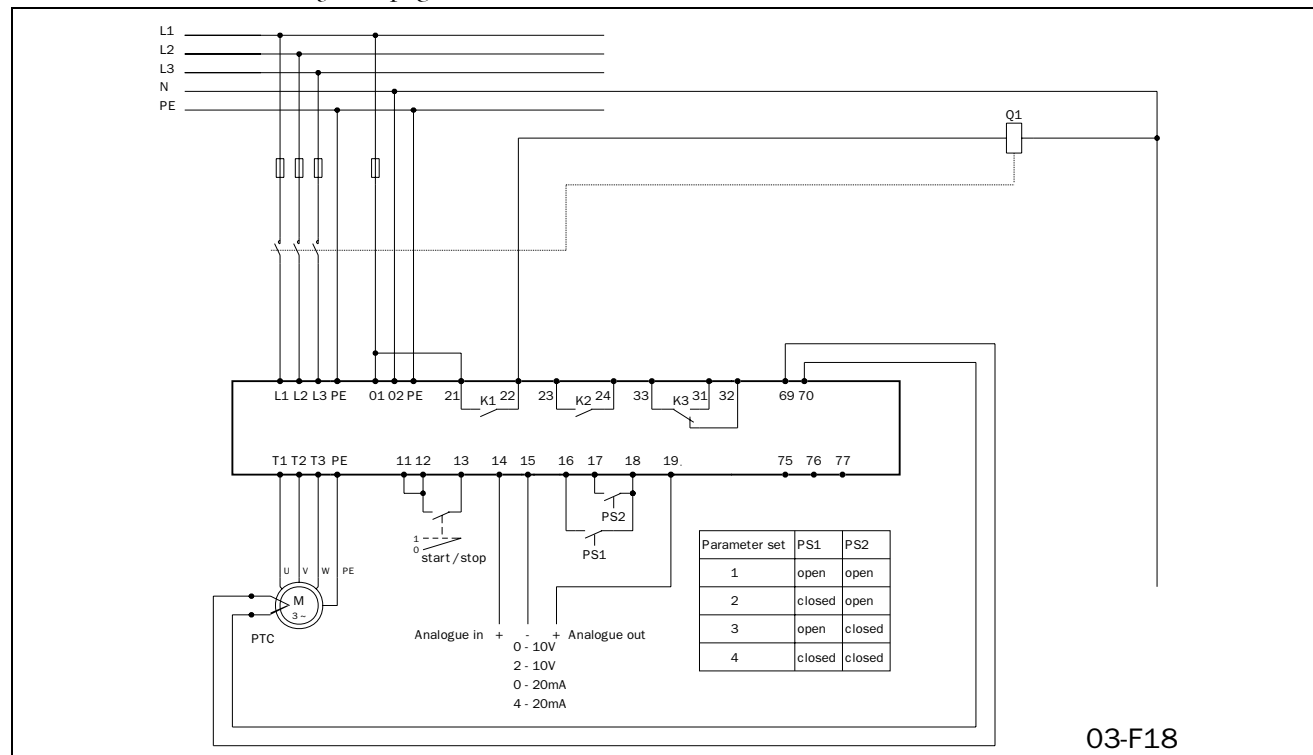 L1
L2
L3
N
PE
Q1
L1 L2 L3 PE 01 02 PE 21 K1 22 23 K2 24 33 K3 31 32 69 70
T1 T2 T3 PE 11 12 13 14 15 16 17 18 19. 75 76 77
PS2
1
0
start/stop
PS1
U V W PE
M
3 ~
PTC
Analogue in + - + Analogue out
0 - 10V
2 - 10V
0 - 20mA
4 - 20mA
Parameter set PS1 PS2
1 open open
2 closed open
3 open closed
4 closed closed
03-F18